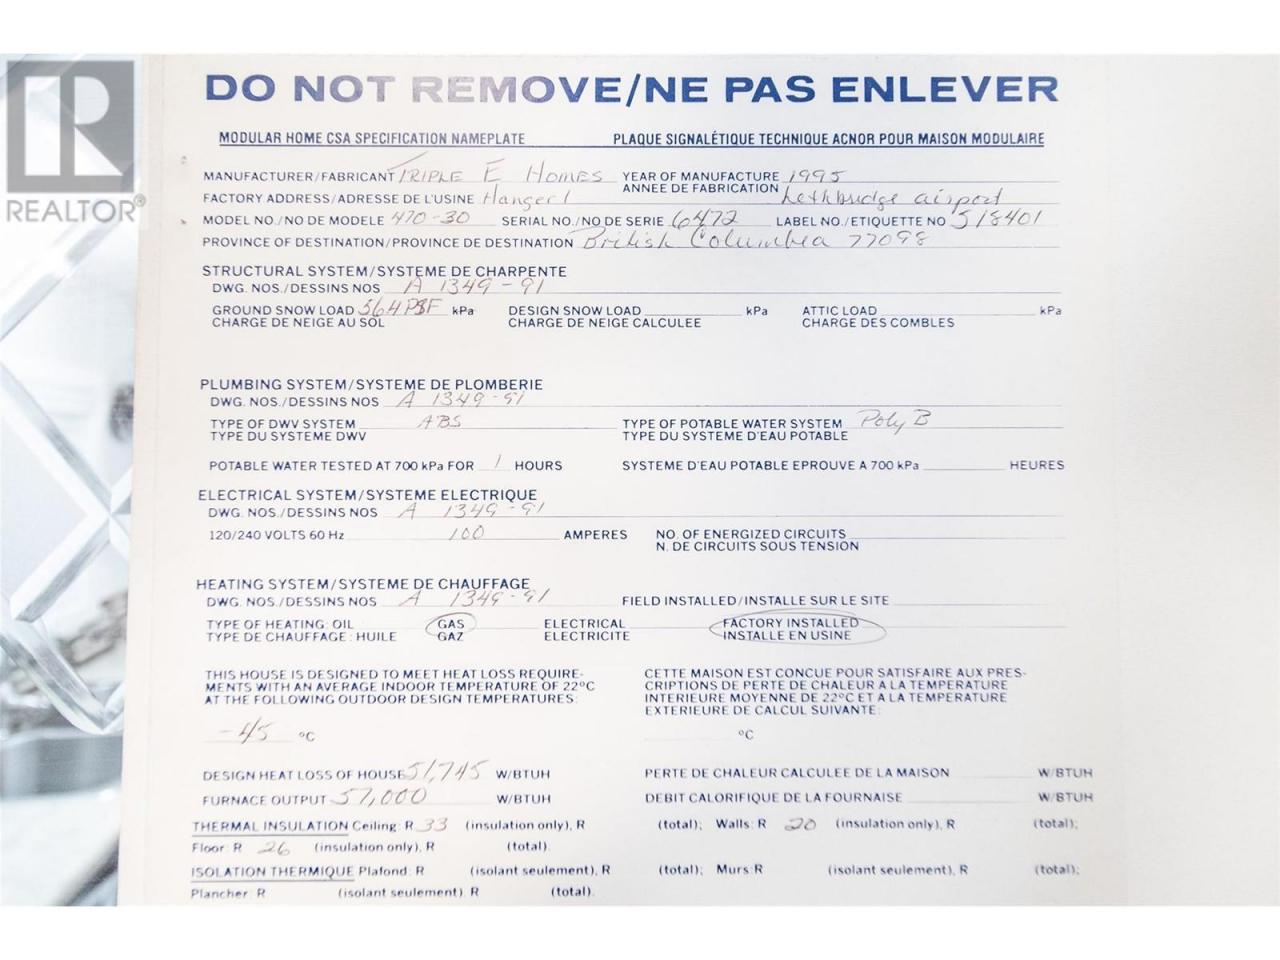 REALTOR®
DO NOT REMOVE/NE PAS ENLEVER
MODULAR HOME CSA SPECIFICATION NAMEPLATE PLAQUE SIGNALÉTIQUE TECHNIQUE ACNOR POUR MAISON MODULAIRE
MANUFACTURER/FABRICANT TRIPLE E HOMES YEAR OF MANUFACTURE 1995
ANNEE DE FABRICATION
FACTORY ADDRESS/ADRESSE DE L'USINE Hanger 1 Lethbridge airport
MODEL NO./NO DE MODELE 470-30 SERIAL NO./NO DE SERIE 6472 LABEL NO./ETIQUETTE NO 518401
PROVINCE OF DESTINATION/PROVINCE DE DESTINATION British Columbia 77098
STRUCTURAL SYSTEM/SYSTEME DE CHARPENTE
DWG. NOS./DESSINS NOS A 1349-91
GROUND SNOW LOAD PSF kPa DESIGN SNOW LOAD kPa ATTIC LOAD kPa
CHARGE DE NEIGE AU SOL CHARGE DE NEIGE CALCULEE CHARGE DES COMBLES
PLUMBING SYSTEM/SYSTEME DE PLOMBERIE
DWG. NOS./DESSINS NOS A 1349-91
TYPE OF DWV SYSTEM ABS TYPE OF POTABLE WATER SYSTEM Poly B
TYPE DU SYSTEME DWV TYPE DU SYSTEME D'EAU POTABLE
POTABLE WATER TESTED AT 700 kPa FOR 1 HOURS SYSTEME D'EAU POTABLE EPROUVE A 700 kPa HEURES
ELECTRICAL SYSTEM/SYSTEME ELECTRIQUE
DWG. NOS./DESSINS NOS A 1349-91
120/240 VOLTS 60 Hz 100 AMPERES NO. OF ENERGIZED CIRCUITS
N. DE CIRCUITS SOUS TENSION
HEATING SYSTEM/SYSTEME DE CHAUFFAGE
DWG. NOS./DESSINS NOS A 1349-91 FIELD INSTALLED/INSTALLE SUR LE SITE
TYPE OF HEATING: OIL GAS ELECTRICAL FACTORY INSTALLED
TYPE DE CHAUFFAGE: HUILE GAZ ELECTRICITE INSTALLE EN USINE
THIS HOUSE IS DESIGNED TO MEET HEAT LOSS REQUIRE-
MENTS WITH AN AVERAGE INDOOR TEMPERATURE OF 22ºC
AT THE FOLLOWING OUTDOOR DESIGN TEMPERATURES:
-45 ºC
CETTE MAISON EST CONCUE POUR SATISFAIRE AUX PRES-
CRIPTIONS DE PERTE DE CHALEUR A LA TEMPERATURE
INTERIEURE MOYENNE DE 22ºC ET A LA TEMPERATURE
EXTERIEURE DE CALCUL SUIVANTE:
ºC
DESIGN HEAT LOSS OF HOUSE 51,745 W/BTUH PERTE DE CHALEUR CALCULEE DE LA MAISON W/BTUH
FURNACE OUTPUT 57,000 W/BTUH DEBIT CALORIFIQUE DE LA FOURNAISE W/BTUH
THERMAL INSULATION Ceiling: R 33 (insulation only), R (total); Walls: R 20 (insulation only), R (total);
Floor: R 26 (insulation only), R (total).
ISOLATION THERMIQUE Plafond: R (isolant seulement), R (total); Murs: R (isolant seulement), R (total);
Plancher: R (isolant seulement). R (total).